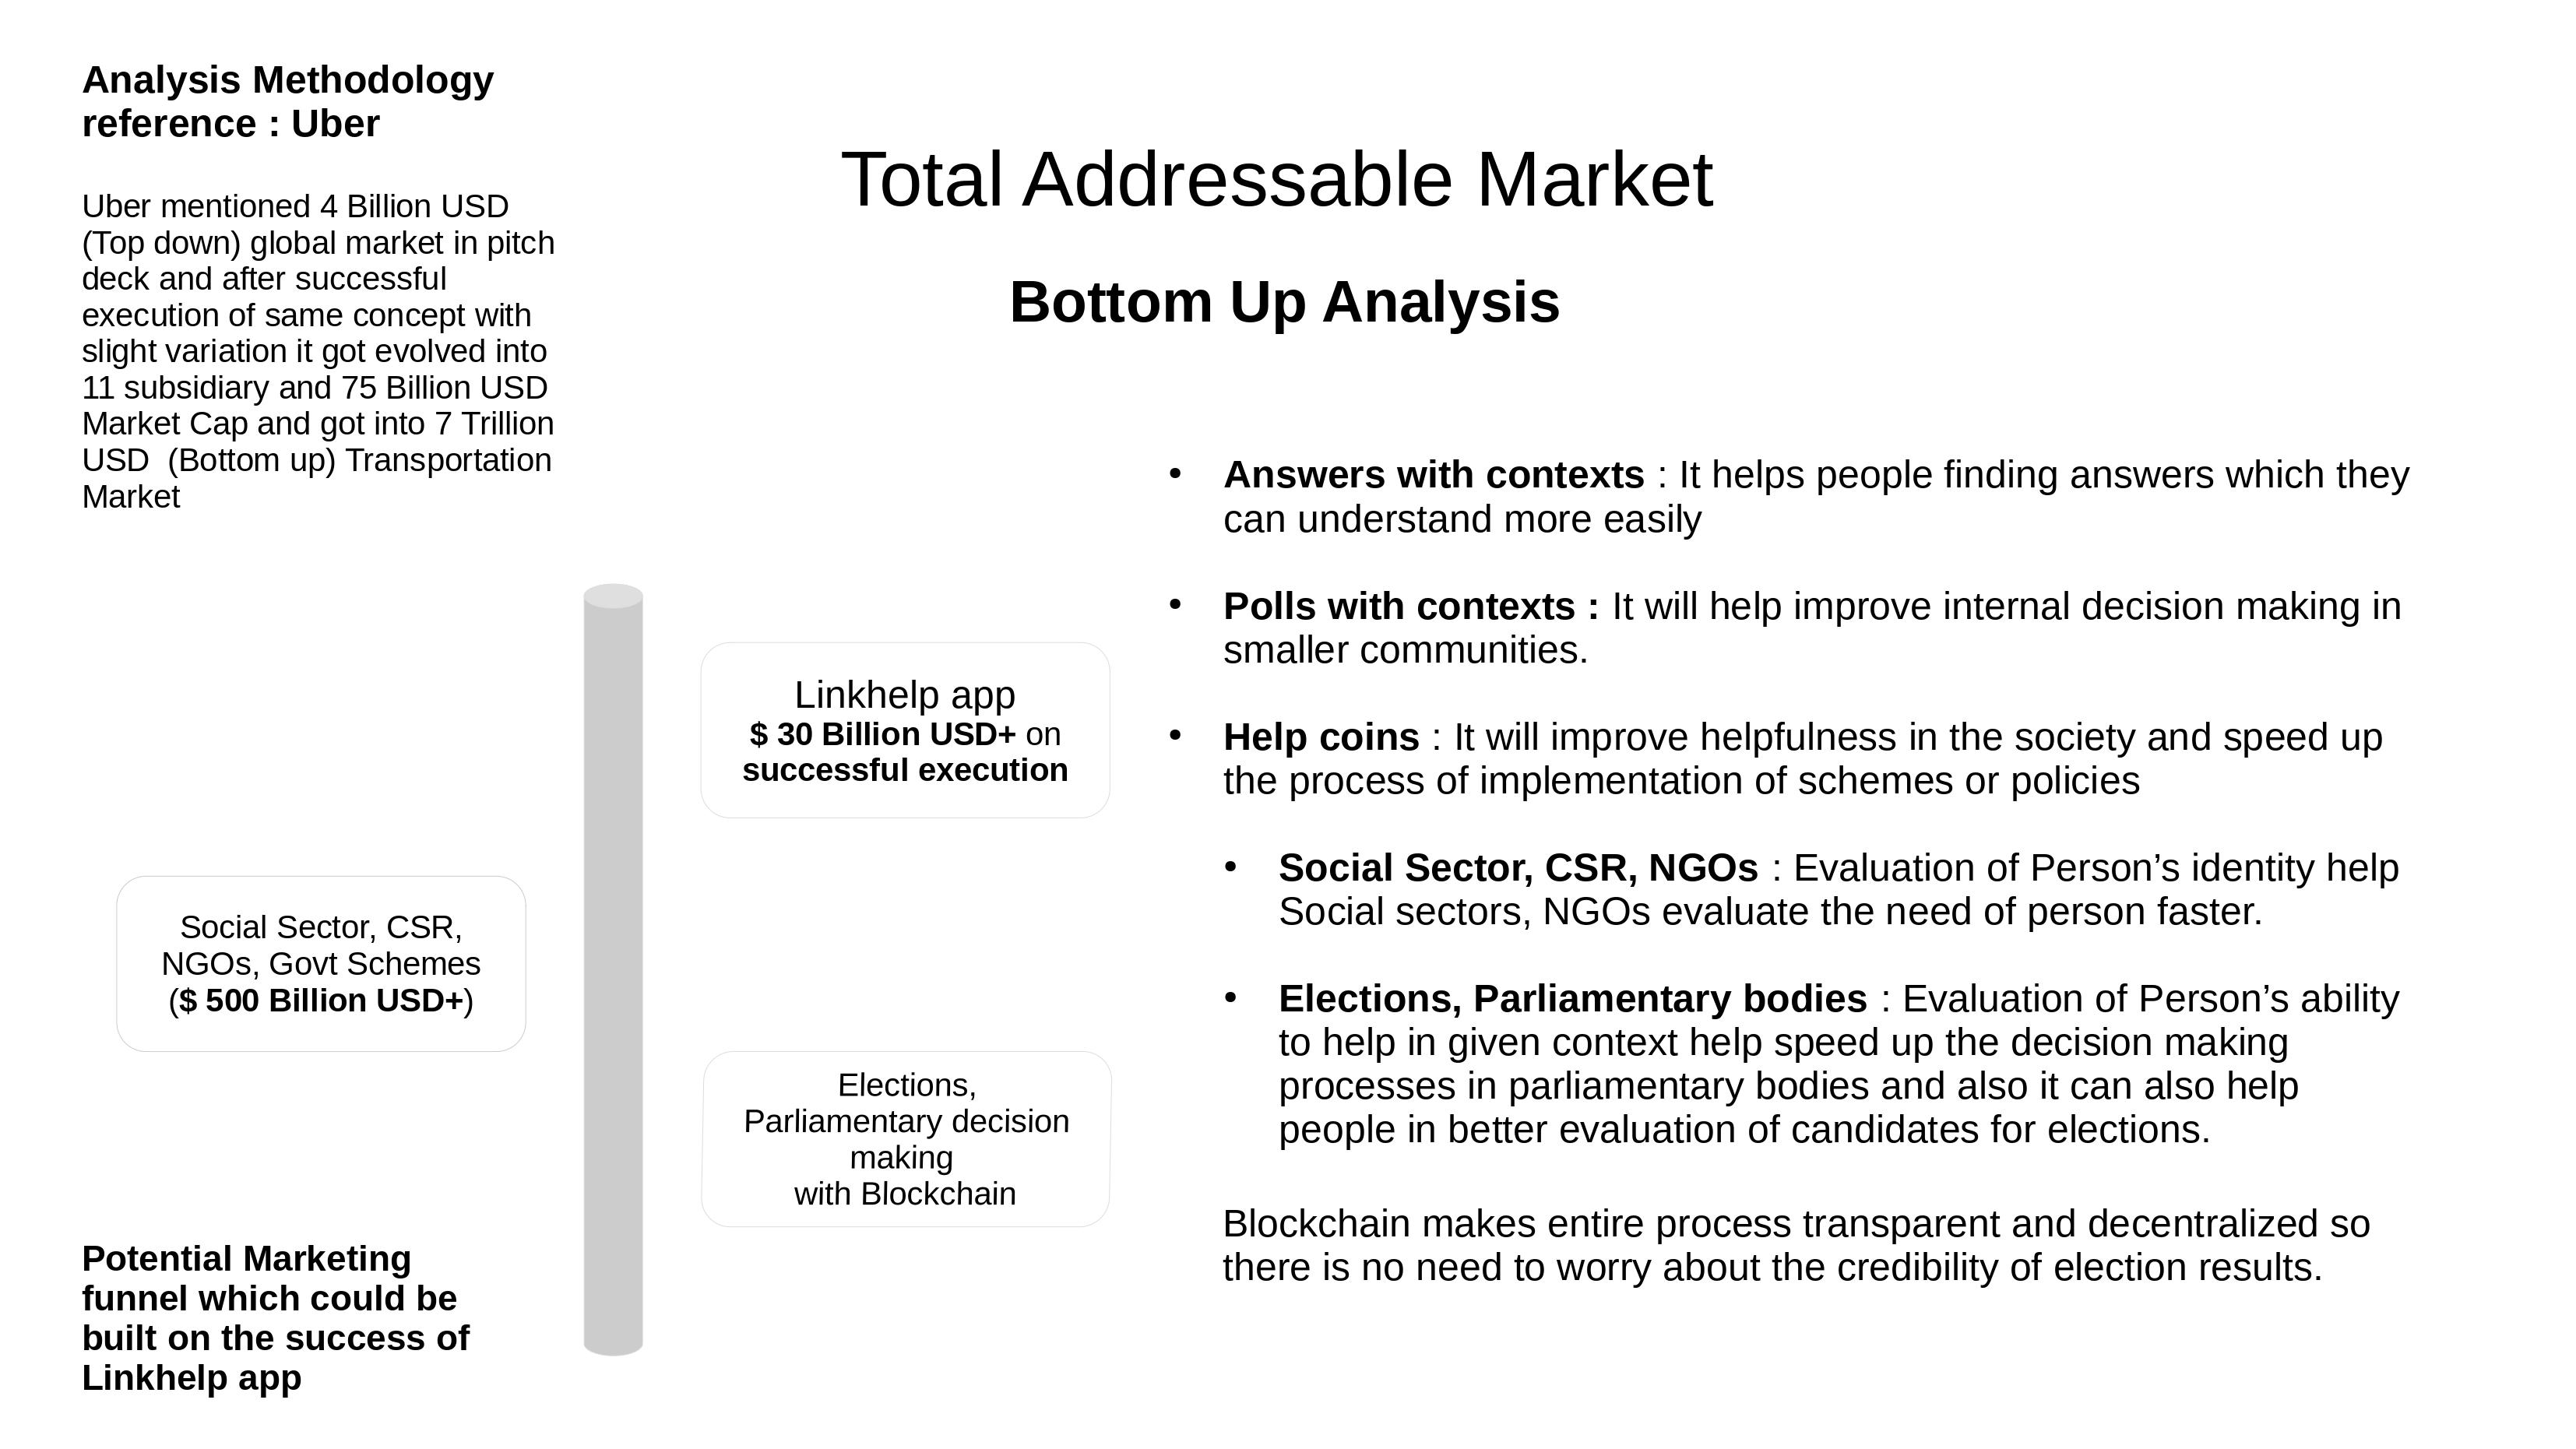 Analysis Methodology
reference : Uber
Uber mentioned 4 Billion USD
(Top down) global market in pitch
deck and after successful
execution of same concept with
slight variation it got evolved into
11 subsidiary and 75 Billion USD
Market Cap and got into 7 Trillion
USD  (Bottom up) Transportation
Market
Total Addressable Market
Bottom Up Analysis
Linkhelp app
$ 30 Billion USD+ on
successful execution
Social Sector, CSR,
NGOs, Govt Schemes
($ 500 Billion USD+)
Elections,
Parliamentary decision
making
with Blockchain
Potential Marketing
funnel which could be
built on the success of
Linkhelp app
• Answers with contexts : It helps people finding answers which they
can understand more easily
• Polls with contexts : It will help improve internal decision making in
smaller communities.
• Help coins : It will improve helpfulness in the society and speed up
the process of implementation of schemes or policies
• Social Sector, CSR, NGOs : Evaluation of Person’s identity help
Social sectors, NGOs evaluate the need of person faster.
• Elections, Parliamentary bodies : Evaluation of Person’s ability
to help in given context help speed up the decision making
processes in parliamentary bodies and also it can also help
people in better evaluation of candidates for elections.
Blockchain makes entire process transparent and decentralized so
there is no need to worry about the credibility of election results.